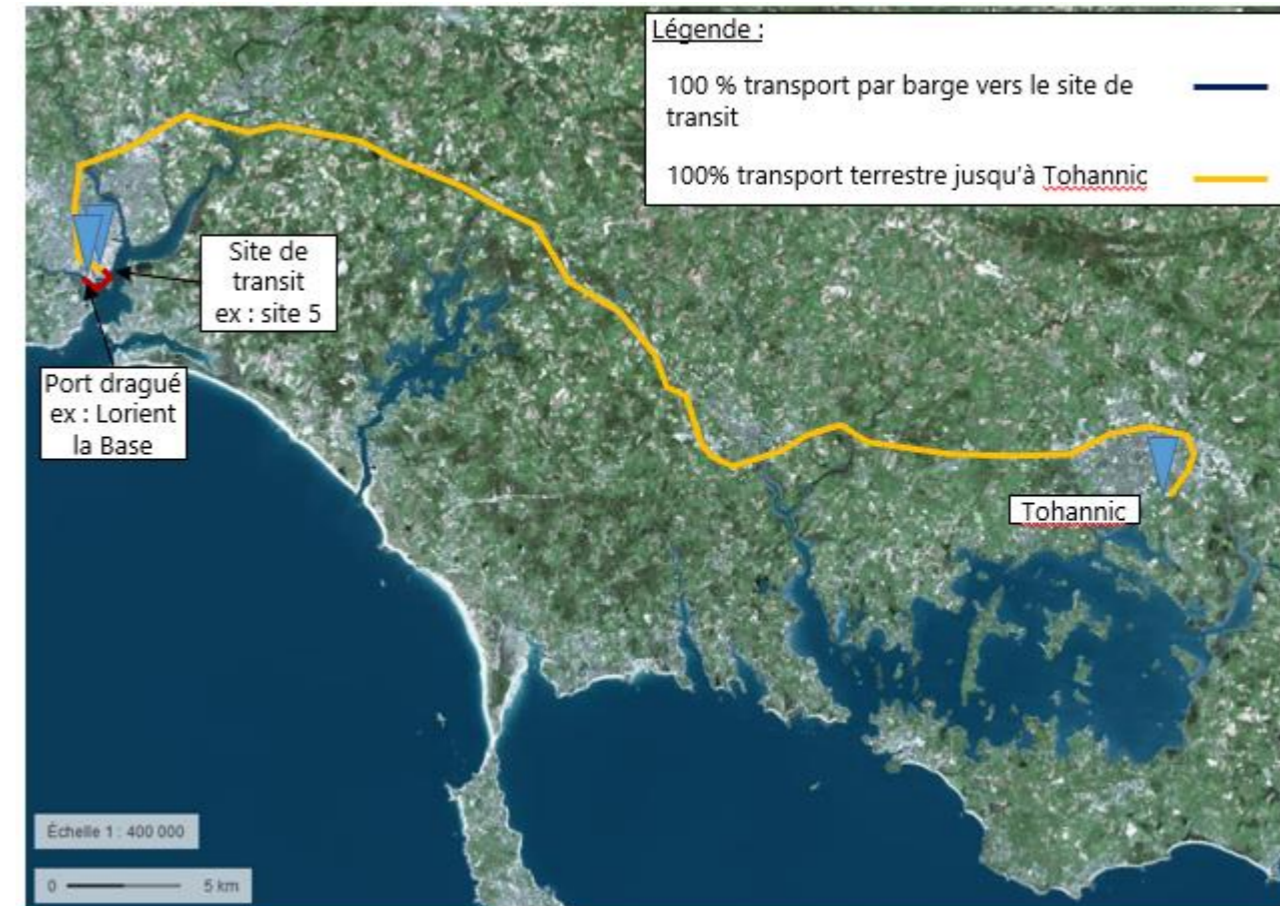 Légende :
100 % transport par barge vers le site de
transit
100% transport terrestre jusqu'à Tohannic
Site de
transit
ex : site 5
Port dragué
ex : Lorient
la Base
Tohannic
Échelle 1 : 400 000
0 5 km